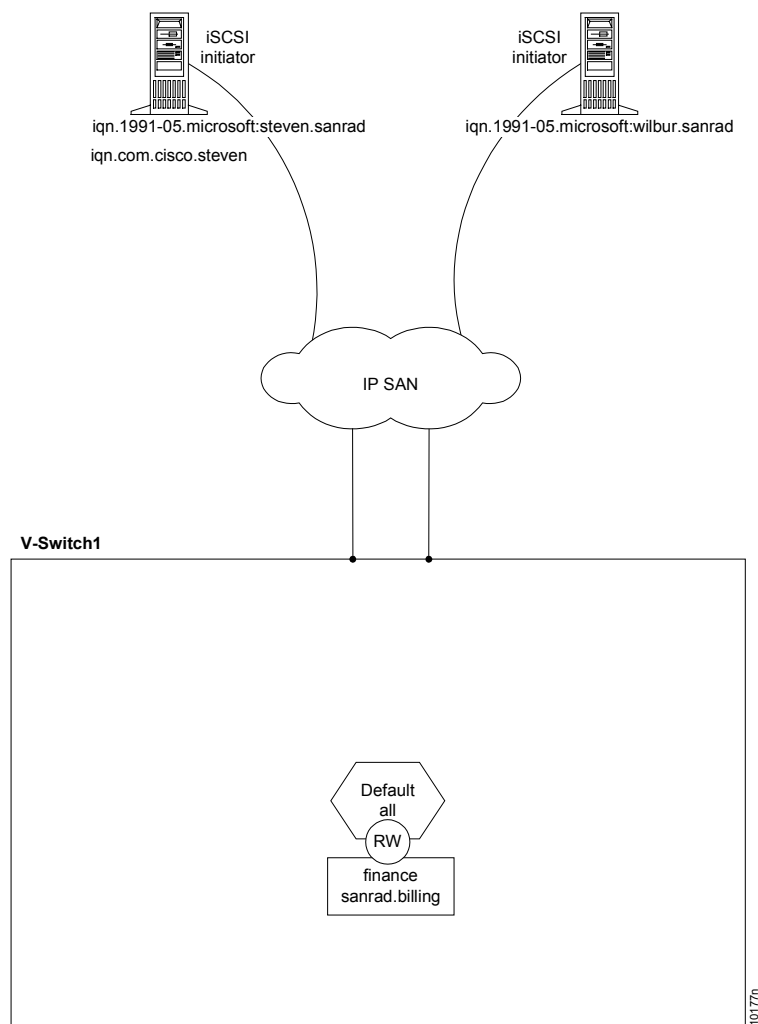 iSCSI
initiator
iSCSI
initiator
iqn.1991-05.microsoft:steven.sanrad
iqn.1991-05.microsoft:wilbur.sanrad
iqn.com.cisco.steven
IP SAN
V-Switch1
Default
all
RW
finance
sanrad.billing
10177n